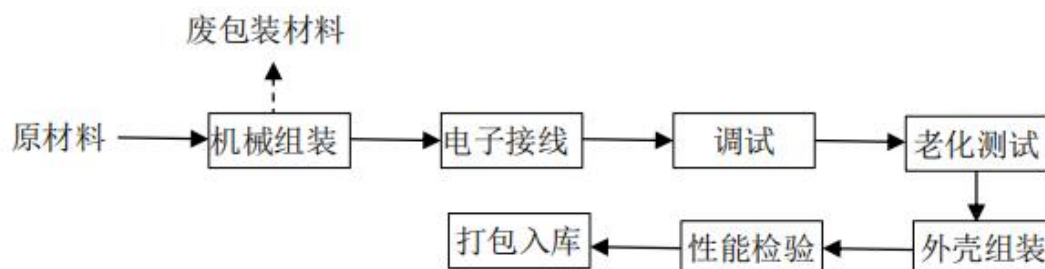 废包装材料
原材料
机械组装
电子接线
调试
老化测试
打包入库
性能检验
外壳组装